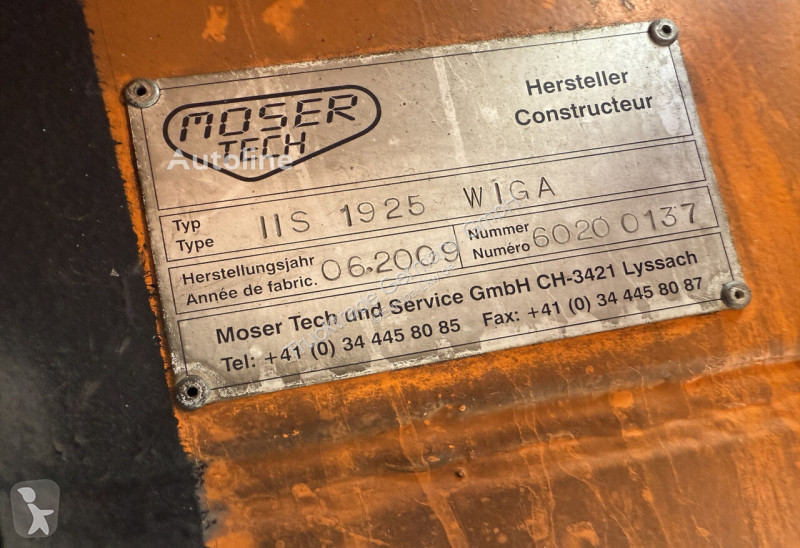 MOSER
TECH
Hersteller
Constructeur
Autoline
Typ
Type
IIS 1925 WIGA
Herstellungsjahr
Année de fabric.
06.2009
Nummer
Numéro
6020 0137
Moser Tech und Service GmbH CH-3421 Lyssach
Tel: +41 (0) 34 445 80 85 Fax: +41 (0) 34 445 80 87